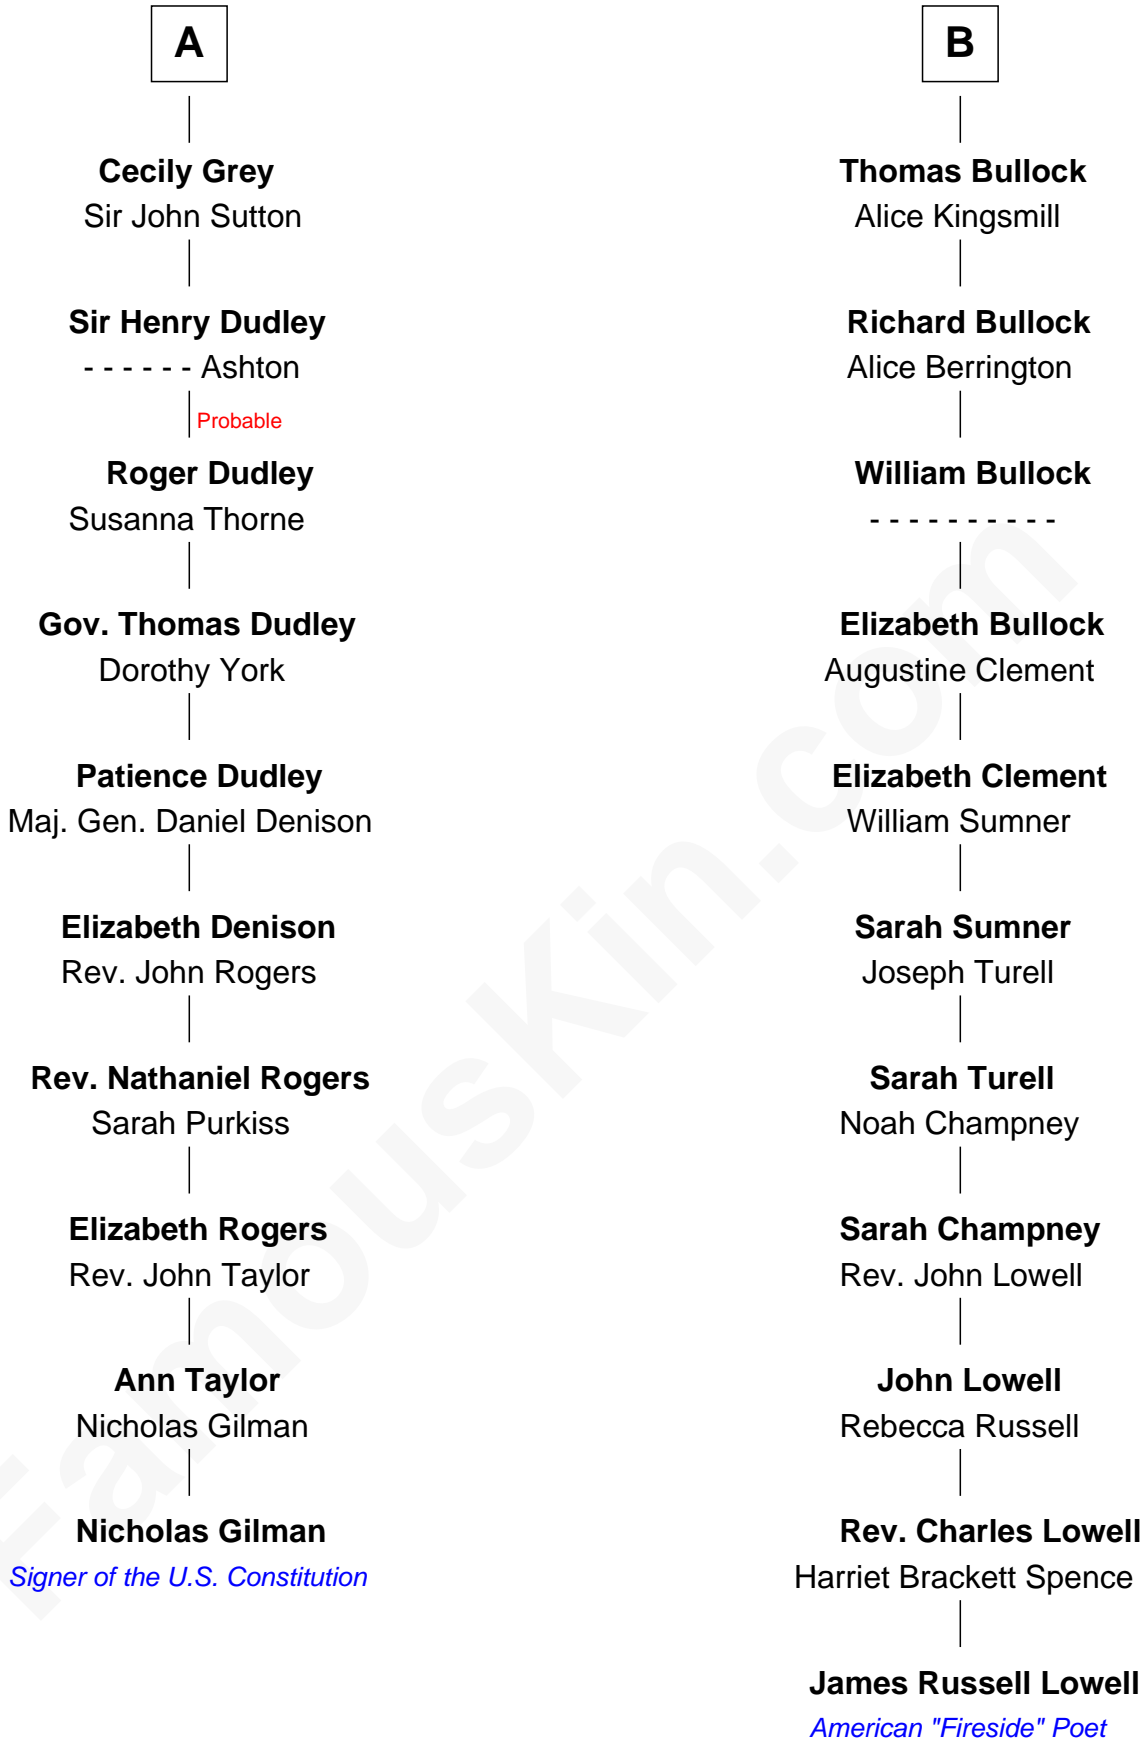 A
Cecily Grey
Sir John Sutton
Sir Henry Dudley
- - - - - - Ashton
Probable
Roger Dudley
Susanna Thorne
Gov. Thomas Dudley
Dorothy York
Patience Dudley
Maj. Gen. Daniel Denison
Elizabeth Denison
Rev. John Rogers
Rev. Nathaniel Rogers
Sarah Purkiss
Elizabeth Rogers
Rev. John Taylor
Ann Taylor
Nicholas Gilman
Nicholas Gilman
Signer of the U.S. Constitution
B
Thomas Bullock
Alice Kingsmill
Richard Bullock
Alice Berrington
William Bullock
- - - - - - - - - -
Elizabeth Bullock
Augustine Clement
Elizabeth Clement
William Sumner
Sarah Sumner
Joseph Turell
Sarah Turell
Noah Champney
Sarah Champney
Rev. John Lowell
John Lowell
Rebecca Russell
Rev. Charles Lowell
Harriet Brackett Spence
James Russell Lowell
American "Fireside" Poet
FamousKin.com